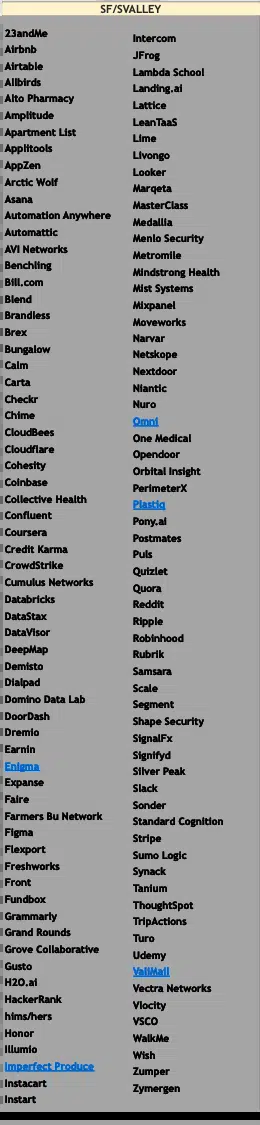 SF/SVALLEY
23andMe
Airbnb
Airtable
Allbirds
Alto Pharmacy
Amplitude
Apartment List
Applitools
AppZen
Arctic Wolf
Asana
Automation Anywhere
Automattic
AVI Networks
Benchling
Bill.com
Blend
Brandless
Brex
Bungalow
Calm
Carta
Checkr
Chime
CloudBees
Cloudflare
Cohesity
Coinbase
Collective Health
Confluent
Coursera
Credit Karma
CrowdStrike
Cumulus Networks
Databricks
DataStax
DataVisor
DeepMap
Demisto
Dialpad
Domino Data Lab
DoorDash
Dremio
Earnin
Enigma
Expanse
Faire
Farmers Bu Network
Figma
Flexport
Freshworks
Front
Fundbox
Grammarly
Grand Rounds
Grove Collaborative
Gusto
H2O.ai
HackerRank
hims/hers
Honor
Illumio
Imperfect Produce
Instacart
Instart
Intercom
JFrog
Lambda School
Landing.ai
Lattice
LeanTaaS
Lime
Livongo
Looker
Marqeta
MasterClass
Medallia
Menlo Security
Metromile
Mindstrong Health
Mist Systems
Mixpanel
Moveworks
Narvar
Netskope
Nextdoor
Niantic
Nuro
Omni
One Medical
Opendoor
Orbital Insight
PerimeterX
Plastiq
Pony.ai
Postmates
Puls
Quizlet
Quora
Reddit
Ripple
Robinhood
Rubrik
Samsara
Scale
Segment
Shape Security
SignalFx
Signifyd
Silver Peak
Slack
Sonder
Standard Cognition
Stripe
Sumo Logic
Synack
Tanium
ThoughtSpot
TripActions
Turo
Udemy
ValiMail
Vectra Networks
Vlocity
VSCO
WalkMe
Wish
Zumper
Zymergen